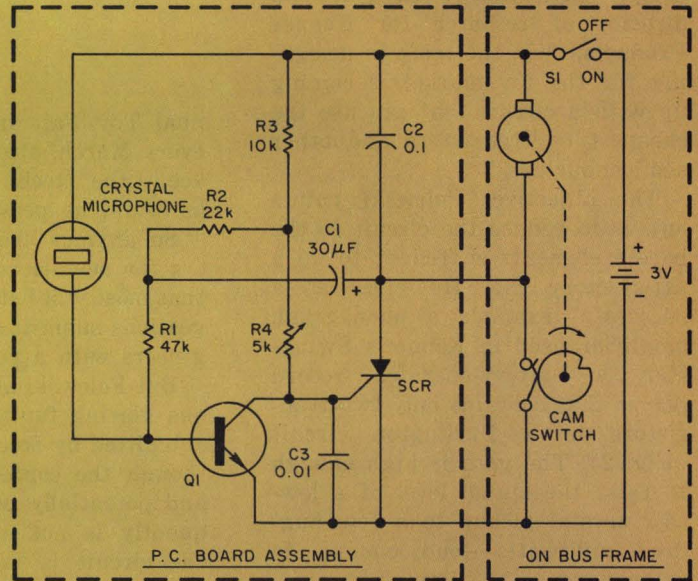 OFF
S1 ON
R3
10k
C2
0.1
CRYSTAL
MICROPHONE
R2
22k
C1
30µF
+
+
3V
-
R1
47k
R4
5k
SCR
CAM
SWITCH
C3
0.01
Q1
P.C. BOARD ASSEMBLY
ON BUS FRAME